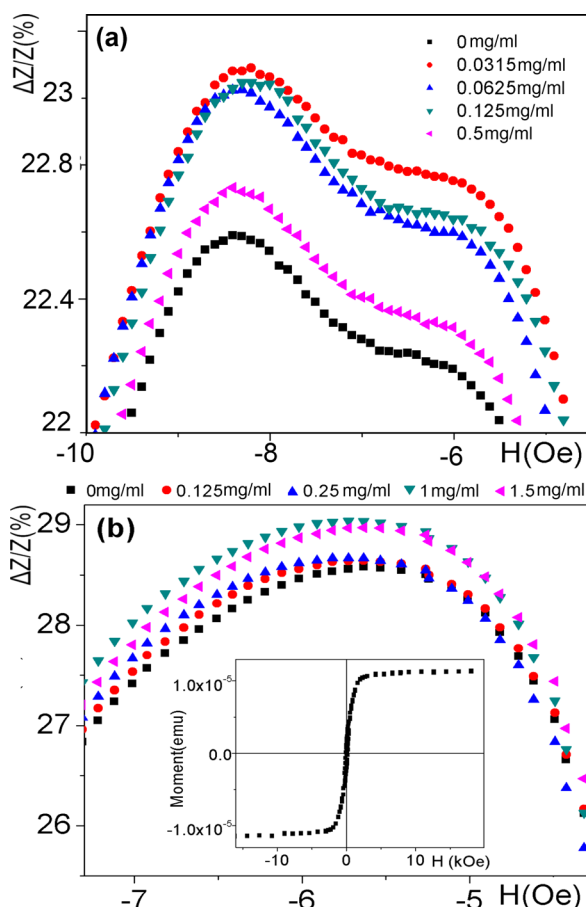 (a)
ΔZ/Z(%)
0 mg/ml
0.0315mg/ml
0.0625mg/ml
0.125mg/ml
0.5mg/ml
23
22.8
22.4
22
-10
-8
-6
H(Oe)
0mg/ml 0.125mg/ml 0.25mg/ml 1mg/ml 1.5mg/ml
(b)
ΔZ/Z(%)
29
28
27
26
Moment(emu)
1.0x10⁻⁵
0.0
-1.0x10⁻⁵
-10 0 10 H (kOe)
-7 -6 -5 H(Oe)